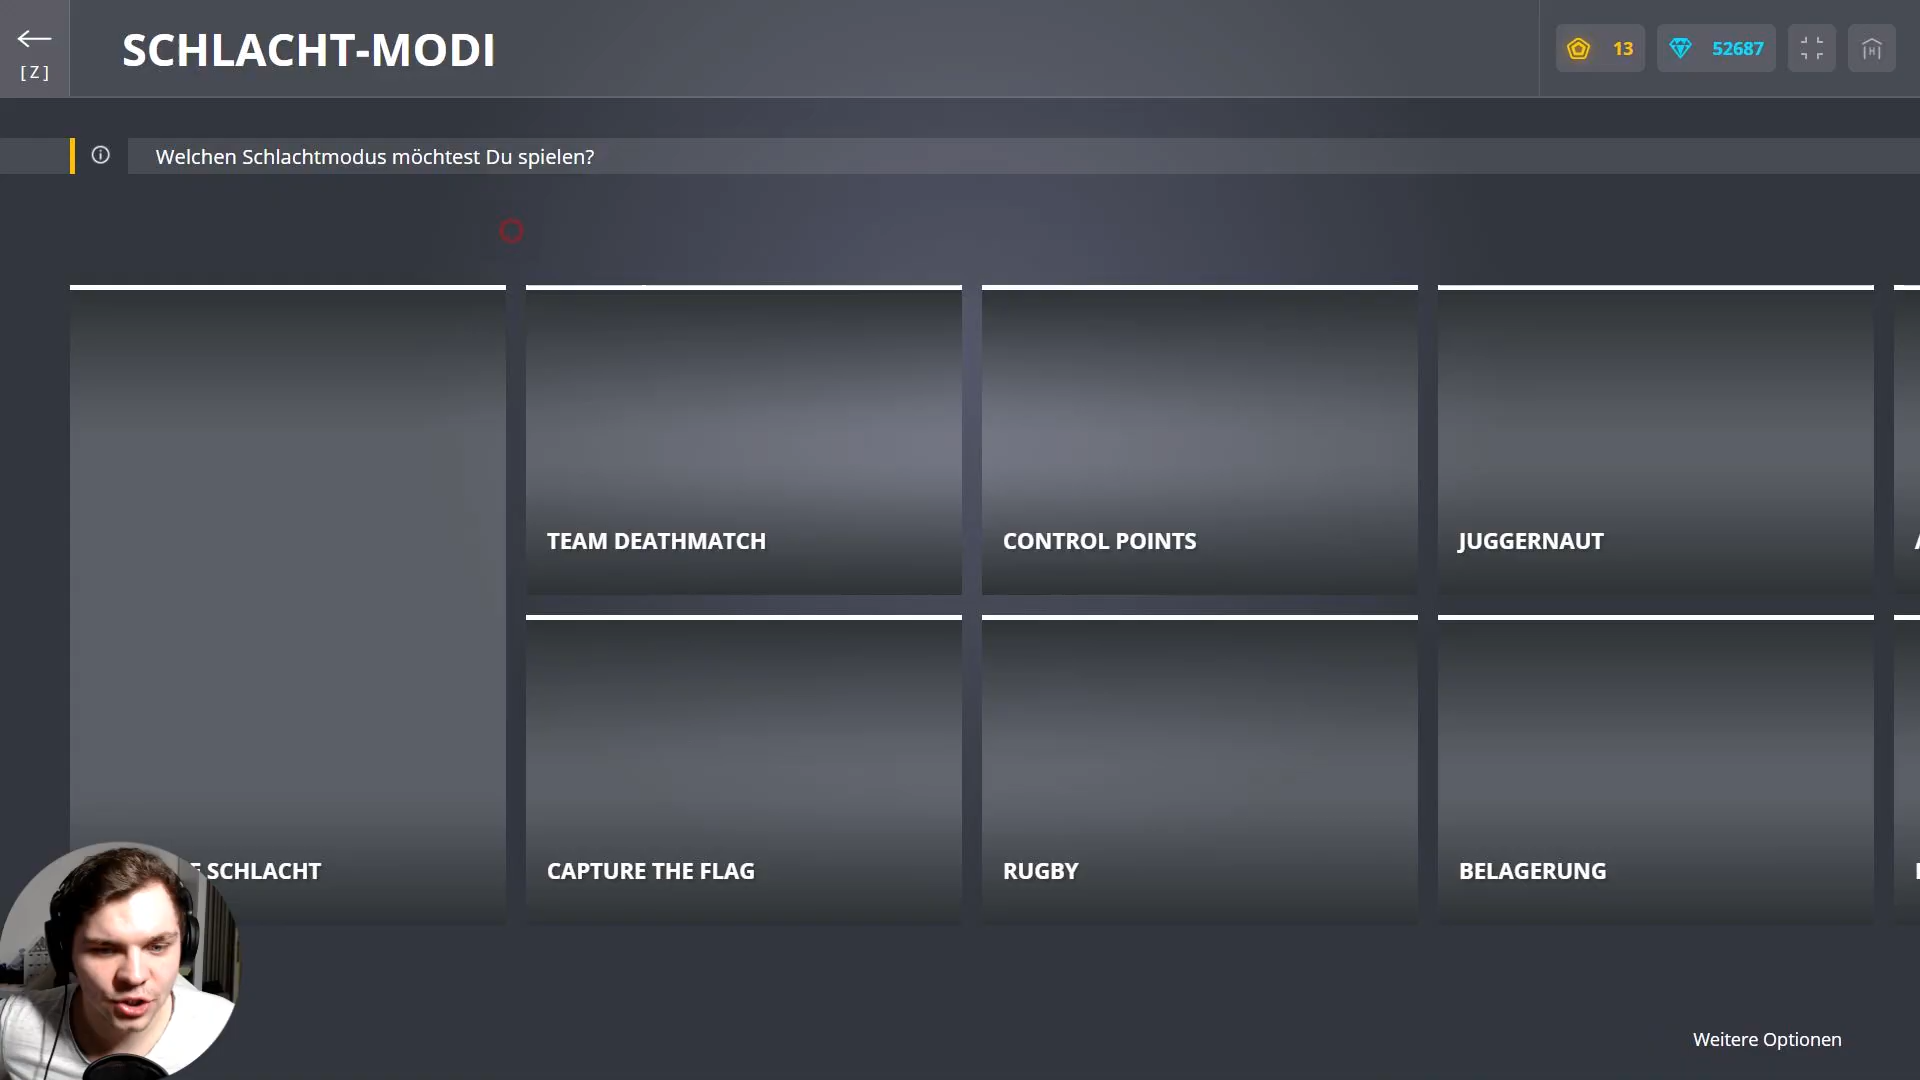 [Z]
SCHLACHT-MODI
13
52687
Welchen Schlachtmodus möchtest Du spielen?
TEAM DEATHMATCH
CONTROL POINTS
JUGGERNAUT
SCHLACHT
CAPTURE THE FLAG
RUGBY
BELAGERUNG
Weitere Optionen